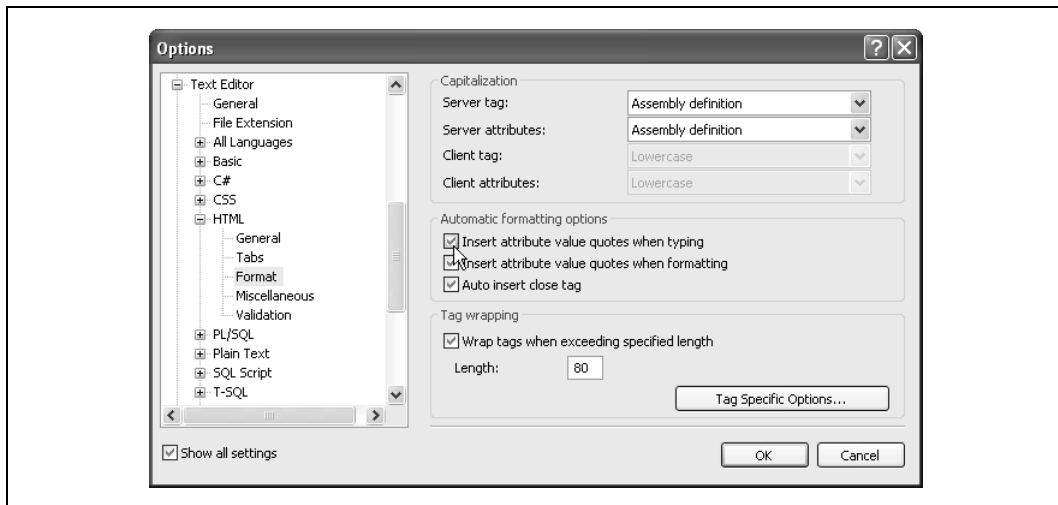 Options
Text Editor
General
File Extension
All Languages
Basic
C#
CSS
HTML
General
Tabs
Format
Miscellaneous
Validation
PL/SQL
Plain Text
SQL Script
T-SQL
Show all settings
Capitalization
Server tag: Assembly definition
Server attributes: Assembly definition
Client tag: Lowercase
Client attributes: Lowercase
Automatic formatting options
Insert attribute value quotes when typing
Insert attribute value quotes when formatting
Auto insert close tag
Tag wrapping
Wrap tags when exceeding specified length
Length: 80
Tag Specific Options...
OK Cancel